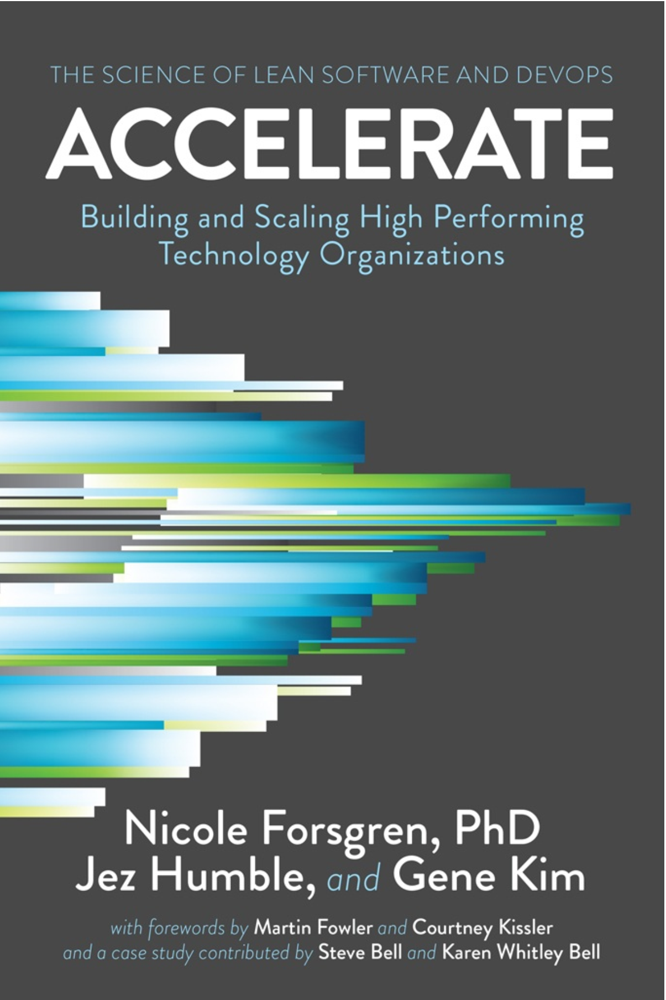 THE SCIENCE OF LEAN SOFTWARE AND DEVOPS
ACCELERATE
Building and Scaling High Performing
Technology Organizations
Nicole Forsgren, PhD
Jez Humble, and Gene Kim
with forewords by Martin Fowler and Courtney Kissler
and a case study contributed by Steve Bell and Karen Whitley Bell